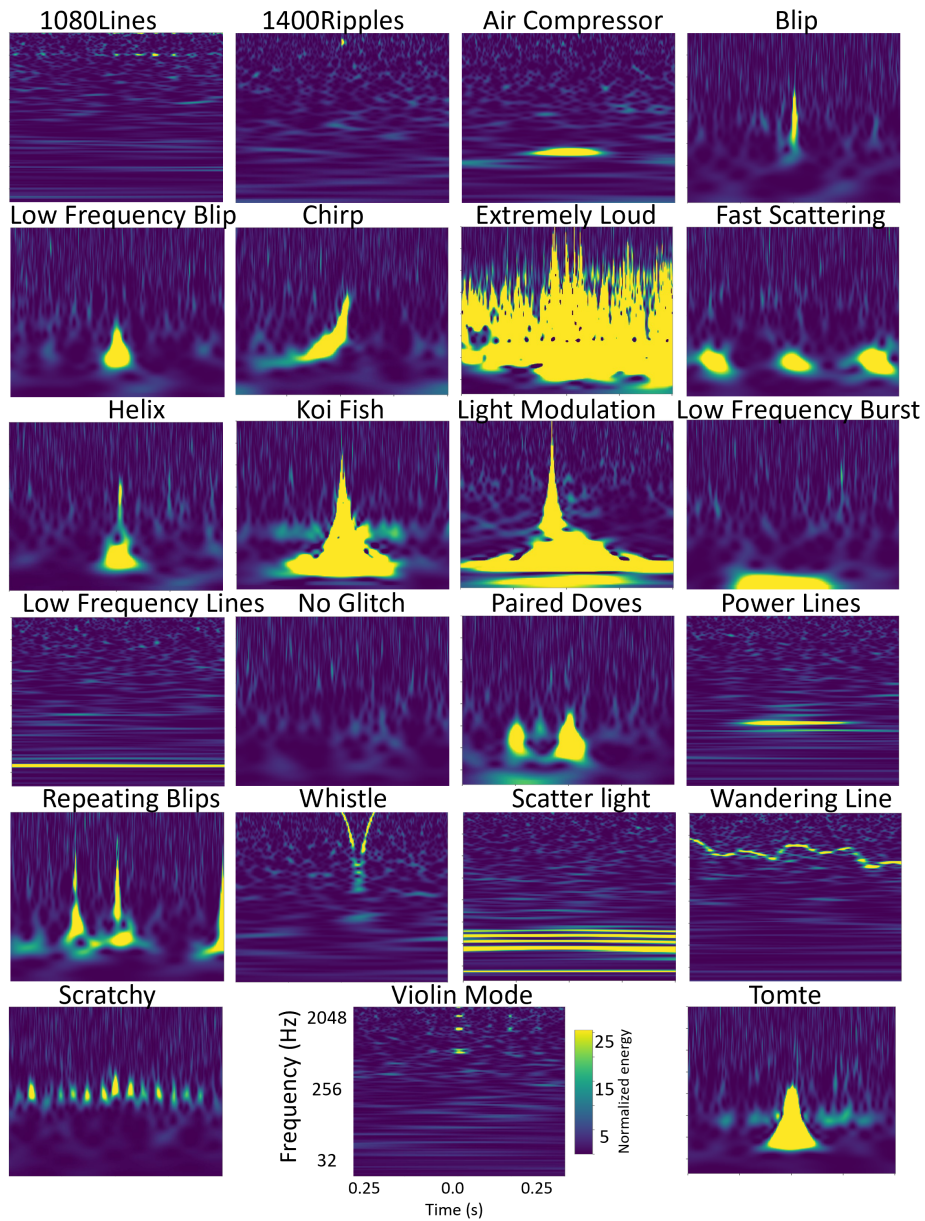 1080Lines
1400Ripples
Air Compressor
Blip
Low Frequency Blip
Chirp
Extremely Loud
Fast Scattering
Helix
Koi Fish
Light Modulation
Low Frequency Burst
Low Frequency Lines
No Glitch
Paired Doves
Power Lines
Repeating Blips
Whistle
Scatter light
Wandering Line
Scratchy
Violin Mode
Tomte
Frequency (Hz)
2048
256
32
0.25
0.0
0.25
Time (s)
25
15
5
Normalized energy